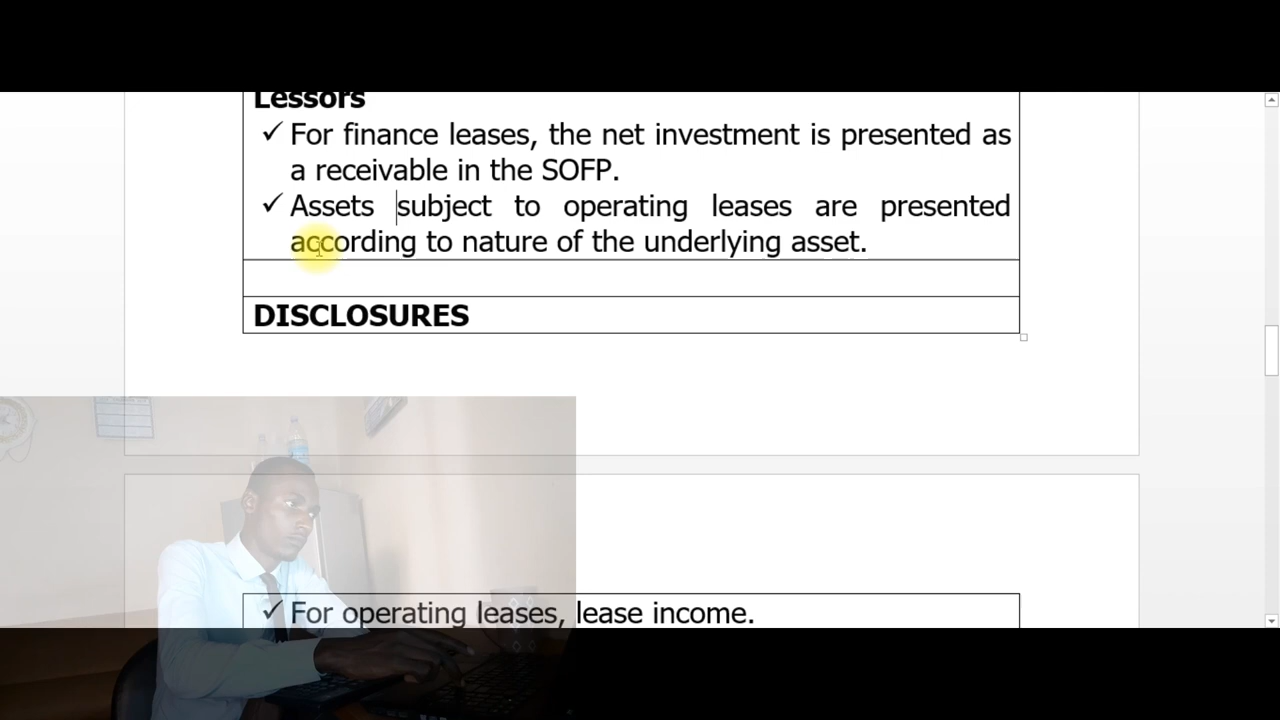 Lessors
✓ For finance leases, the net investment is presented as
a receivable in the SOFP.
✓ Assets subject to operating leases are presented
according to nature of the underlying asset.
DISCLOSURES
✓ For operating leases, lease income.